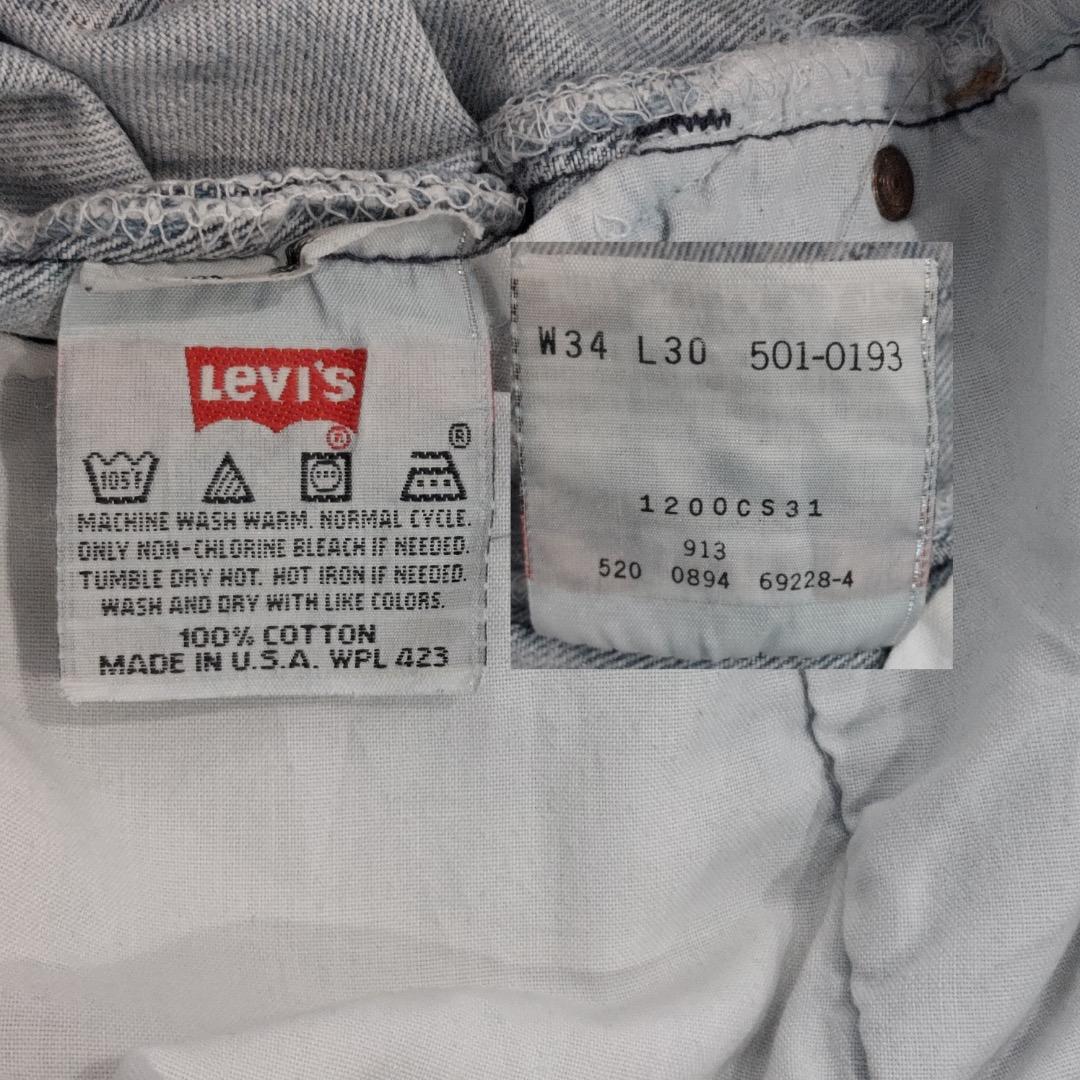 Levi's
®
®
105F
MACHINE WASH WARM. NORMAL CYCLE.
ONLY NON-CHLORINE BLEACH IF NEEDED.
TUMBLE DRY HOT. HOT IRON IF NEEDED.
WASH AND DRY WITH LIKE COLORS.
100% COTTON
MADE IN U.S.A. WPL 423
W34 L30 501-0193
1200CS31
913
520 0894 69228-4